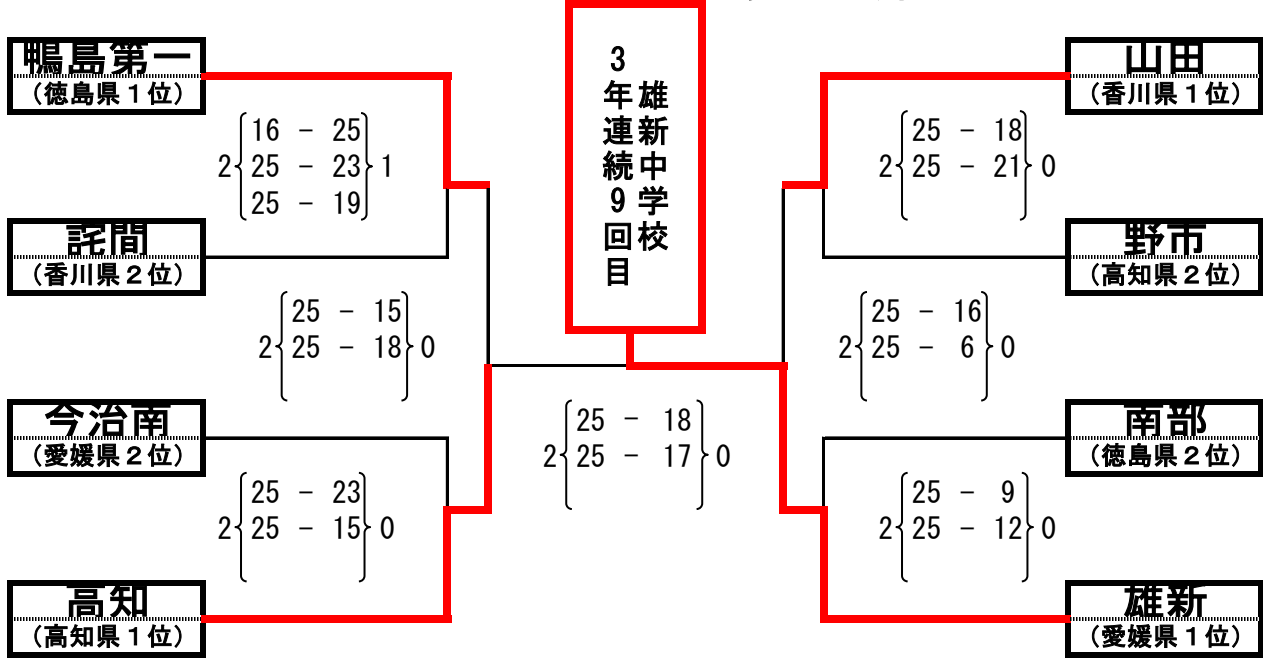 雄新中学校
3年連続9回目
鴨島第一
（徳島県１位）
16 － 25
2 25 － 23 1
25 － 19
詫間
（香川県２位）
25 － 15
2 25 － 18 0
今治南
（愛媛県２位）
25 － 23
2 25 － 15 0
高知
（高知県１位）
25 － 18
2 25 － 17 0
山田
（香川県１位）
25 － 18
2 25 － 21 0
野市
（高知県２位）
25 － 16
2 25 － 6 0
南部
（徳島県２位）
25 － 9
2 25 － 12 0
雄新
（愛媛県１位）